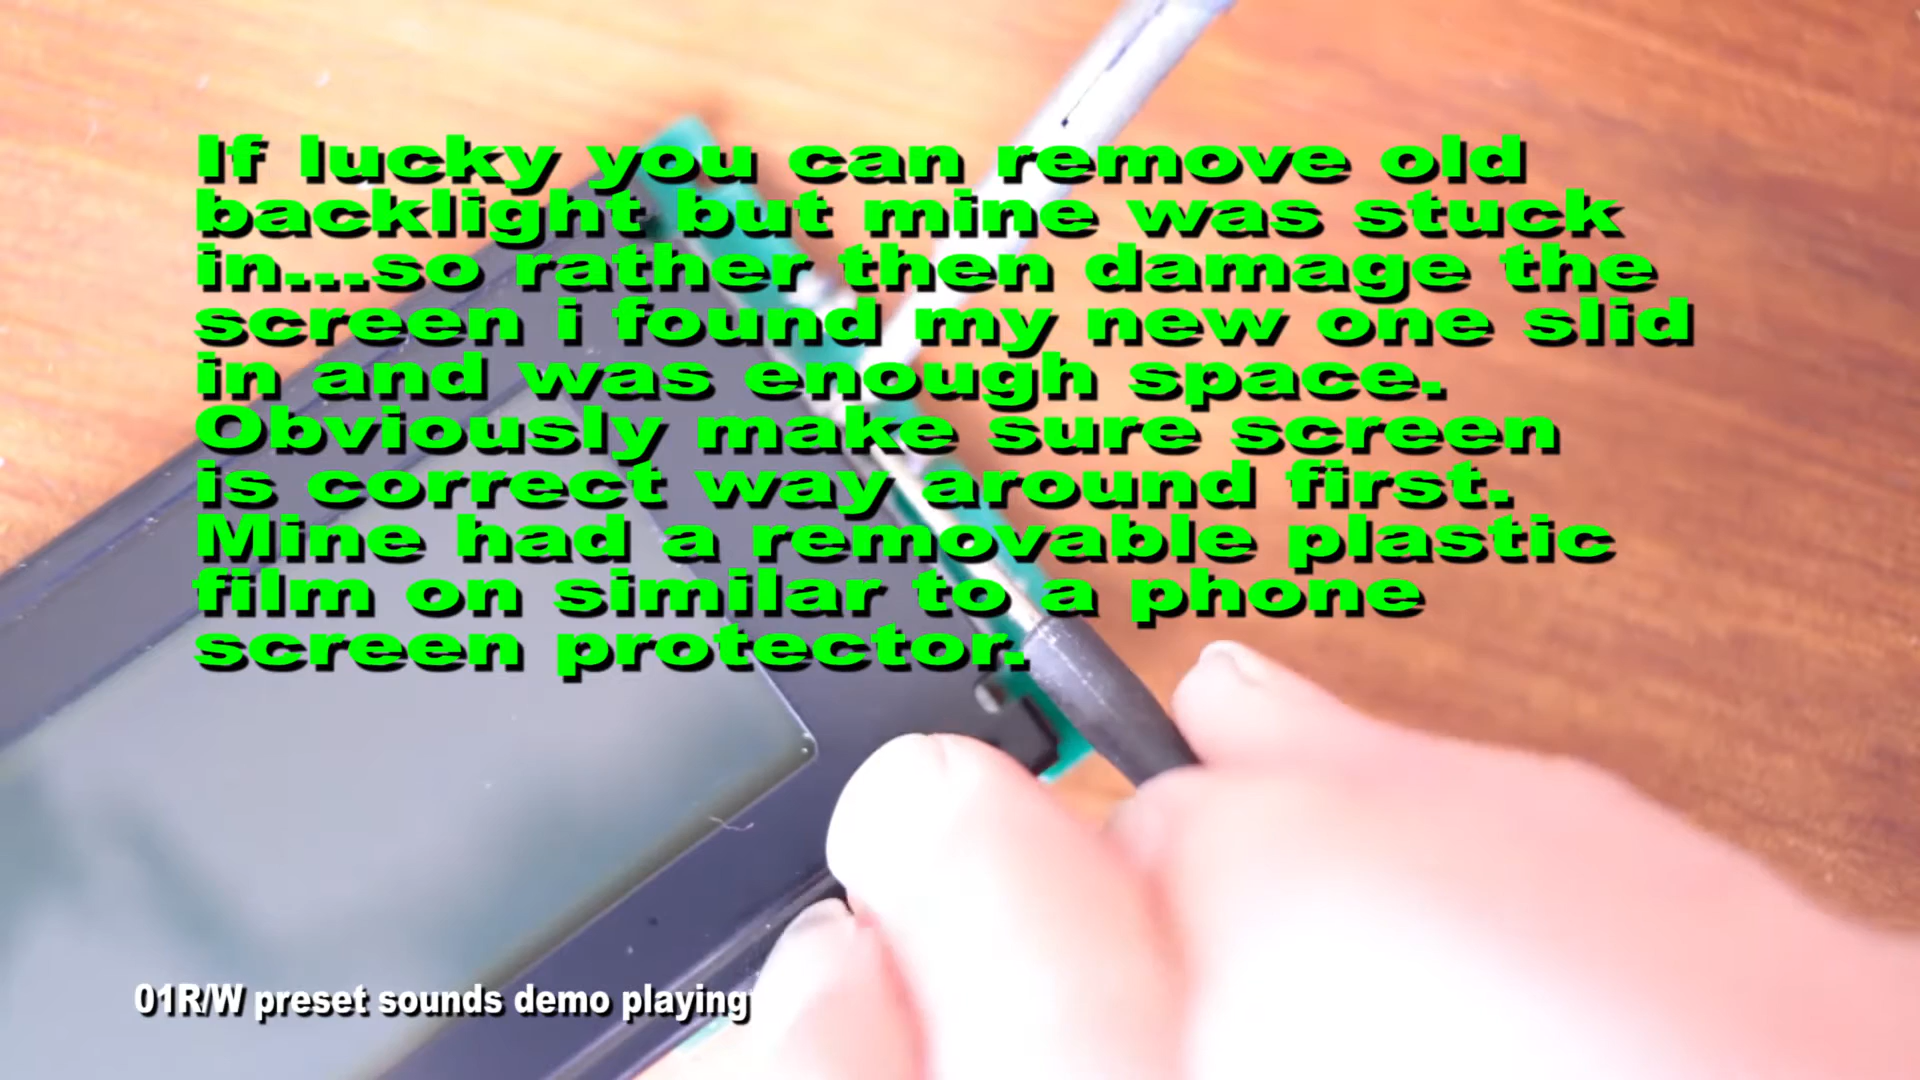 If lucky you can remove old
backlight but mine was stuck
in...so rather then damage the
screen i found my new one slid
in and was enough space.
Obviously make sure screen
is correct way around first.
Mine had a removable plastic
film on similar to a phone
screen protector.
01R/W preset sounds demo playing